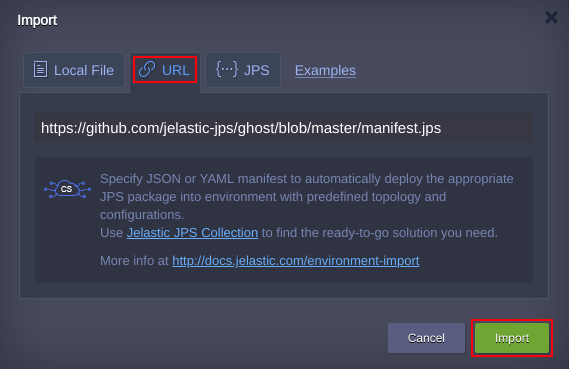 Import
Local File
URL
{···} JPS
Examples
https://github.com/jelastic-jps/ghost/blob/master/manifest.jps
CS
Specify JSON or YAML manifest to automatically deploy the appropriate
JPS package into environment with predefined topology and
configurations.
Use Jelastic JPS Collection to find the ready-to-go solution you need.
More info at http://docs.jelastic.com/environment-import
Cancel
Import